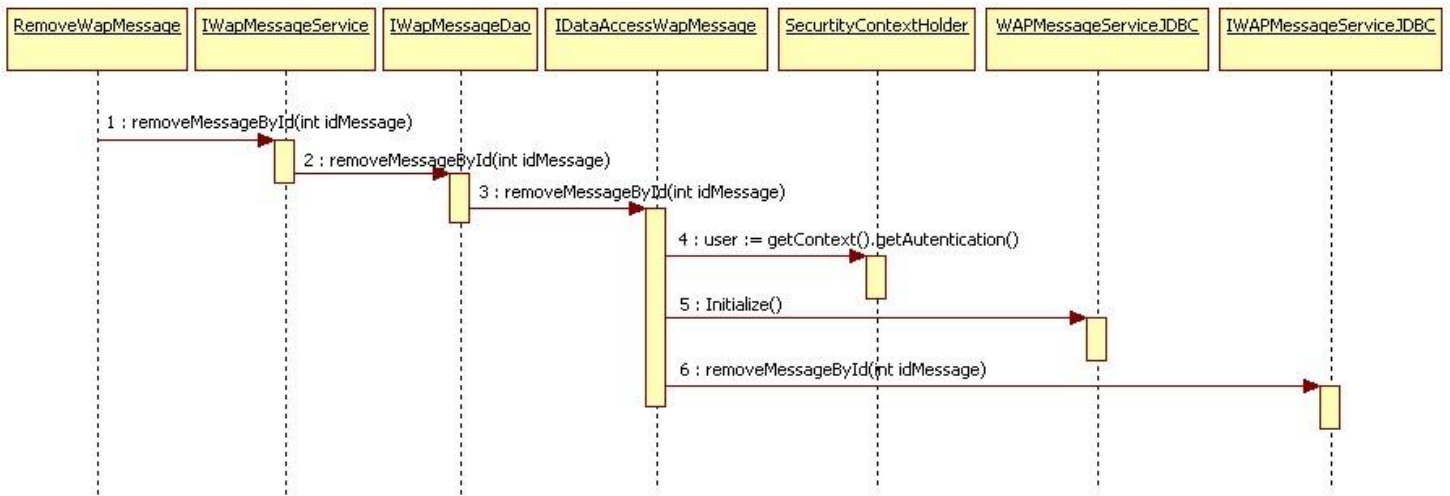 RemoveWapMessage
IWapMessageService
IWapMessageDao
IDataAccessWapMessage
SecurtityContextHolder
WAPMessageServiceJDBC
IWAPMessageServiceJDBC
1 : removeMessageById(int idMessage)
2 : removeMessageById(int idMessage)
3 : removeMessageById(int idMessage)
4 : user := getContext().getAutentication()
5 : Initialize()
6 : removeMessageById(int idMessage)